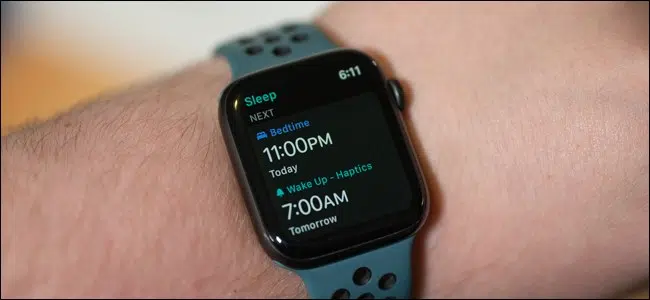 6:11
Sleep
NEXT
Bedtime
11:00PM
Today
Wake Up - Haptics
7:00AM
Tomorrow